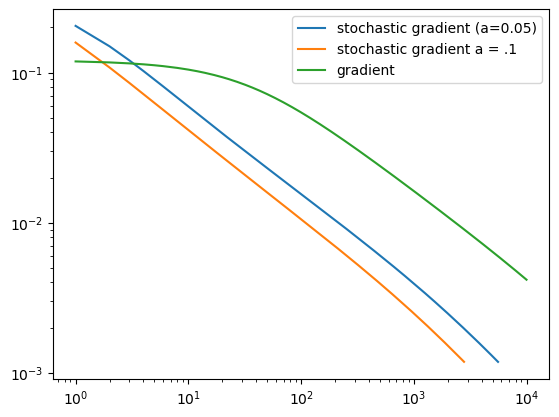 stochastic gradient (a=0.05)
stochastic gradient a = .1
gradient
10⁻¹
10⁻²
10⁻³
10⁰ 10¹ 10² 10³ 10⁴